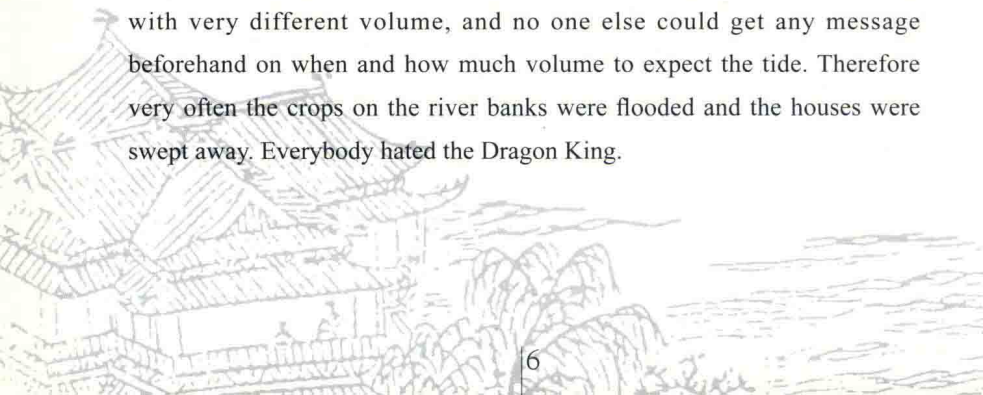 with very different volume, and no one else could get any message
beforehand on when and how much volume to expect the tide. Therefore
very often the crops on the river banks were flooded and the houses were
swept away. Everybody hated the Dragon King.
6